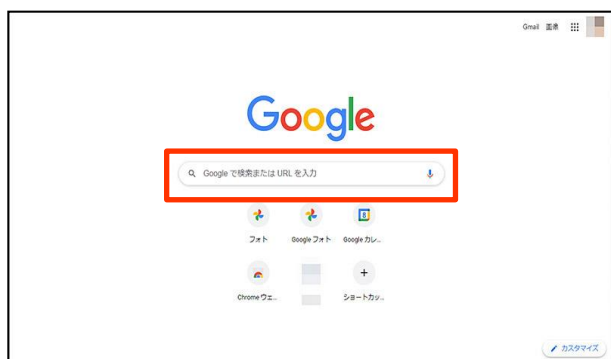 Gmail 画像
Google
Google で検索または URL を入力
フォト Google フォト Google カレ...
8
Chrome ウェ... ショートカッ...
カスタマイズ